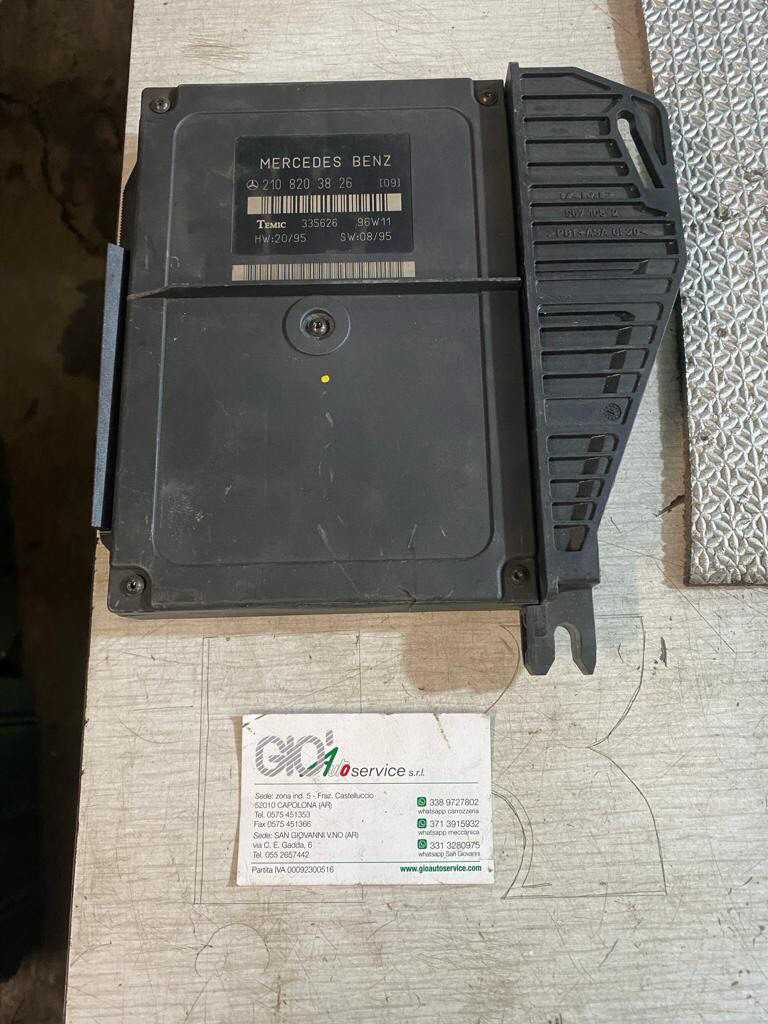 MERCEDES BENZ
210 820 38 26 [09]
TEMIC 335626 96W11
HW:20/95 SW:08/95
GIO' Auto service s.r.l.
Sede: zona ind. 5 - Fraz. Castelluccio
52010 CAPOLONA (AR)
Tel. 0575 451353
Fax 0575 451366
Sede: SAN GIOVANNI V.NO (AR)
via C. E. Gadda, 6
Tel. 055 2657442
Partita IVA 00092300516
338 9727802
whatsapp carrozzeria
371 3915932
whatsapp meccanica
331 3280975
whatsapp San Giovanni
www.gioautoservice.com